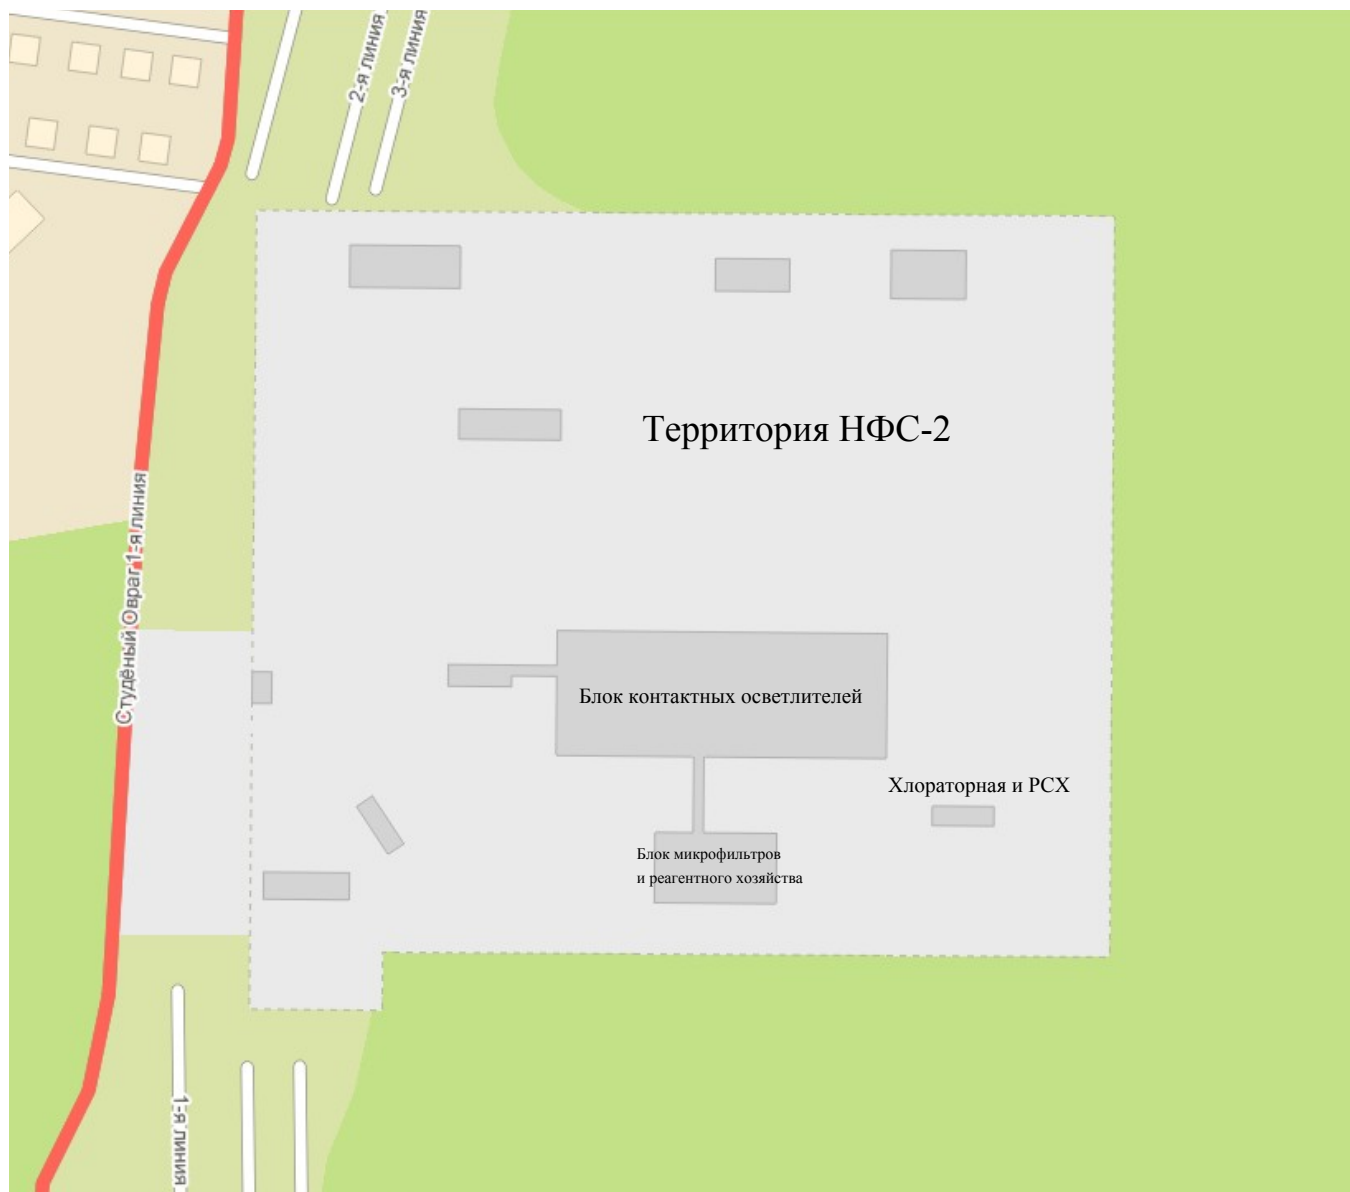 2-я линия
3-я линия
Территория НФС-2
Студёный Овраг 1-я линия
Блок контактных осветлителей
Хлораторная и РСХ
Блок микрофильтров
и реагентного хозяйства
1-я линия